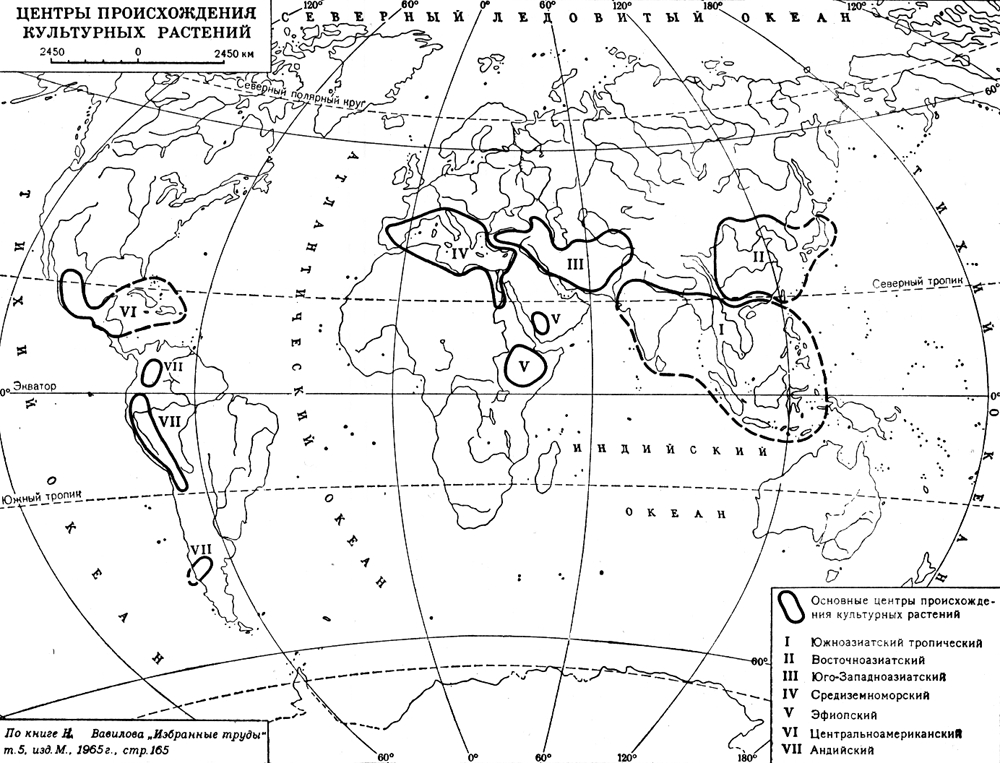 ЦЕНТРЫ ПРОИСХОЖДЕНИЯ
КУЛЬТУРНЫХ РАСТЕНИЙ
2450 0 2450 км
120° 60° 0° 60° 120° 180° 120°
СЕВЕРНЫЙ ЛЕДОВИТЫЙ ОКЕАН
60°
Северный полярный круг
АТЛАНТИЧЕСКИЙ ОКЕАН
ТИХИЙ ОКЕАН
ТИХИЙ ОКЕАН
IV
III
II
Северный тропик
VI
V
I
VII
V
0° Экватор
0°
VII
ИНДИЙСКИЙ
ОКЕАН
Южный тропик
VII
60°
60° 0° 60° 120° 180°
Основные центры происхожде-
ния культурных растений
I Южноазиатский тропический
II Восточноазиатский
III Юго-Западноазиатский
IV Средиземноморский
V Эфиопский
VI Центральноамериканский
VII Андийский
По книге Н. Вавилова „Избранные труды"
т.5, изд. М., 1965 г., стр. 165